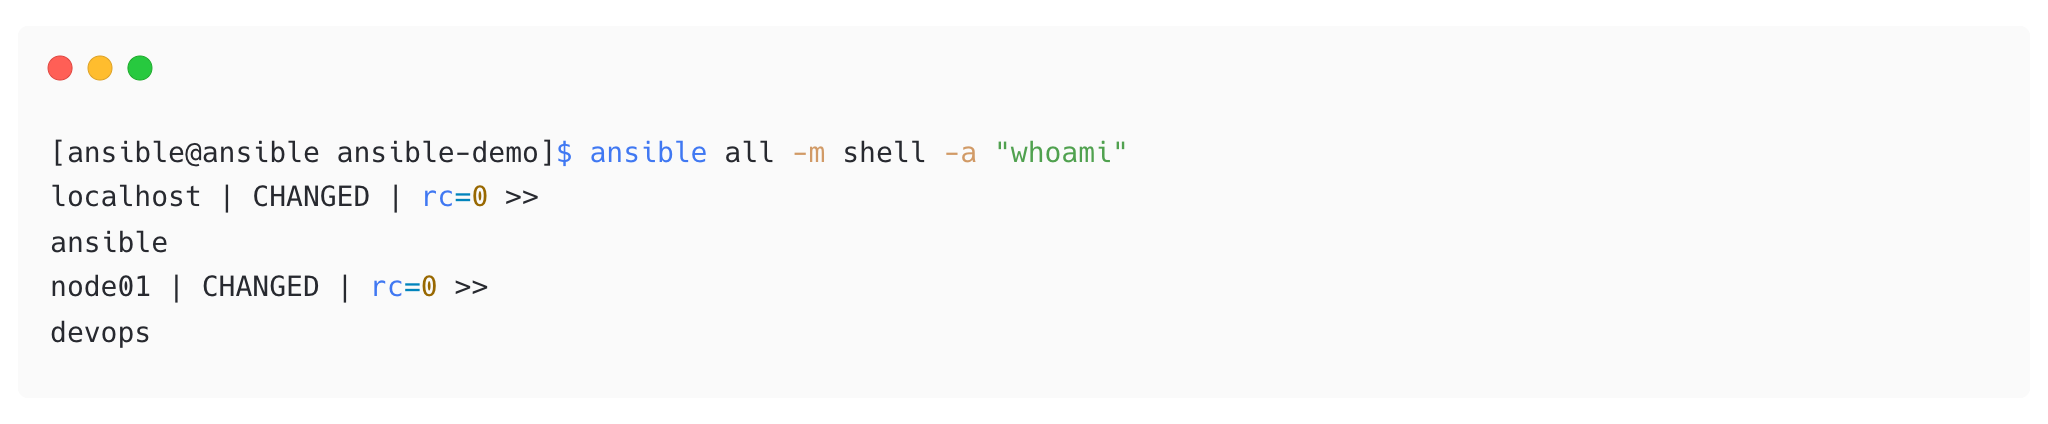 [ansible@ansible ansible-demo]$ ansible all -m shell -a "whoami"
localhost | CHANGED | rc=0 >>
ansible
node01 | CHANGED | rc=0 >>
devops